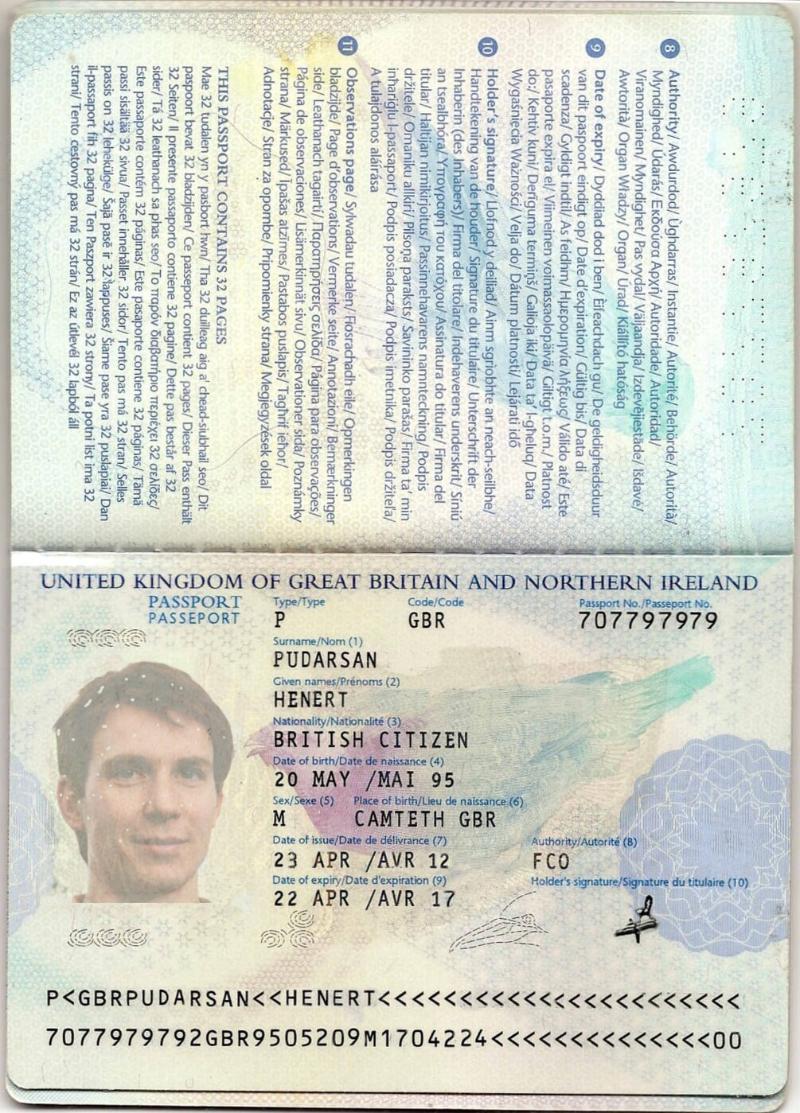 8 Authority/ Awdurdod/ Ùghdarras/ Instantie/ Autorité/ Behörde/ Autorità/
Myndighed/ Údarás/ Εκδούσα Αρχή/ Autoridade/ Autoridad/
Viranomainen/ Myndighet/ Pas vydal/ Väljaandja/ Izdevējiestāde/ Išdavė/
Awtorità/ Organ Władzy/ Organ/ Úrad/ Kiállító hatóság
9 Date of expiry/ Dyddiad dod i ben/ Èireachdach gu/ De geldigheidsduur
van dit paspoort eindigt op/ Date d'expiration/ Gültig bis/ Data di
scadenza/ Gyldigt indtil/ As feidhm/ Ημερομηνία λήξεως/ Válido até/ Este
pasaporte expira el/ Viimeinen voimassaolopäivä/ Giltigt t.o.m./ Platnost
do:/ Kehtiv kuni/ Derīguma termiņš/ Galioja iki/ Data ta' l-għeluq/ Data
Wygaśnięcia Ważności/ Velja do/ Dátum platnosti/ Lejárati idő
10 Holder's signature/ Llofnod y deiliad/ Ainm sgrìobhte an neach-seilbhe/
Handtekening van de houder/ Signature du titulaire/ Unterschrift der
Inhaberin (des Inhabers)/ Firma del titolare/ Indehaverens underskrift/ Síniú
an tsealbhóra/ Υπογραφή του κατόχου/ Assinatura do titular/ Firma del
titular/ Haltijan nimikirjoitus/ Passinnehavarens namnteckning/ Podpis
držitele/ Omaniku allkiri/ Pilsoņa paraksts/ Savininko parašas/ Firma ta' min
inħariġlu l-passaport/ Podpis posiadacza/ Podpis imetnika/ Podpis držiteľa/
A tulajdonos aláírása
11 Observations page/ Sylwadau tudalen/ Fiosrachadh eile/ Opmerkingen
bladzijde/ Page d'observations/ Vermerke seite/ Annotazioni/ Bemærkninger
side/ Leathanach tagairtí/ Παρατηρήσεις σελίδα/ Página para observações/
Página de observaciones/ Lisämerkinnät sivu/ Observationer sida/ Poznámky
strana/ Märkused/ Īpašas atzīmes/ Pastabos puslapis/ Tagħrif ieħor/
Adnotacje/ Stran za opombe/ Pripomienky strana/ Megjegyzések oldal
THIS PASSPORT CONTAINS 32 PAGES
Mae 32 tudalen yn y pasbort hwn/ Tha 32 duilleag aig a' chead-siubhail seo/ Dit
paspoort bevat 32 bladzijden/ Ce passeport contient 32 pages/ Dieser Pass enthält
32 Seiten/ Il presente passaporto contiene 32 pagine/ Dette pas består af 32
sider/ Tá 32 leathanach sa phas seo/ Το παρόν διαβατήριο περιέχει 32 σελίδες/
Este passaporte contém 32 páginas/ Este pasaporte contiene 32 páginas/ Tämä
passi sisältää 32 sivua/ Passet innehåller 32 sidor/ Tento pas má 32 stran/ Selles
passis on 32 lehekülge/ Šajā pasē ir 32 lappuses/ Šiame pase yra 32 puslapiai/ Dan
il-passaport fih 32 paġna/ Ten Paszport zawiera 32 strony/ Ta potni list ima 32
strani/ Tento cestovný pas má 32 strán/ Ez az útlevél 32 lapból áll
UNITED KINGDOM OF GREAT BRITAIN AND NORTHERN IRELAND
PASSPORT Type/Type Code/Code Passport No./Passeport No.
PASSEPORT P GBR 707797979
Surname/Nom (1)
PUDARSAN
Given names/Prénoms (2)
HENERT
Nationality/Nationalité (3)
BRITISH CITIZEN
Date of birth/Date de naissance (4)
20 MAY /MAI 95
Sex/Sexe (5) Place of birth/Lieu de naissance (6)
M CAMTETH GBR
Date of issue/Date de délivrance (7) Authority/Autorité (8)
23 APR /AVR 12 FCO
Date of expiry/Date d'expiration (9) Holder's signature/Signature du titulaire (10)
22 APR /AVR 17
P<GBRPUDARSAN<<HENERT<<<<<<<<<<<<<<<<<<<<<<<
7077979792GBR9505209M1704224<<<<<<<<<<<<<<00